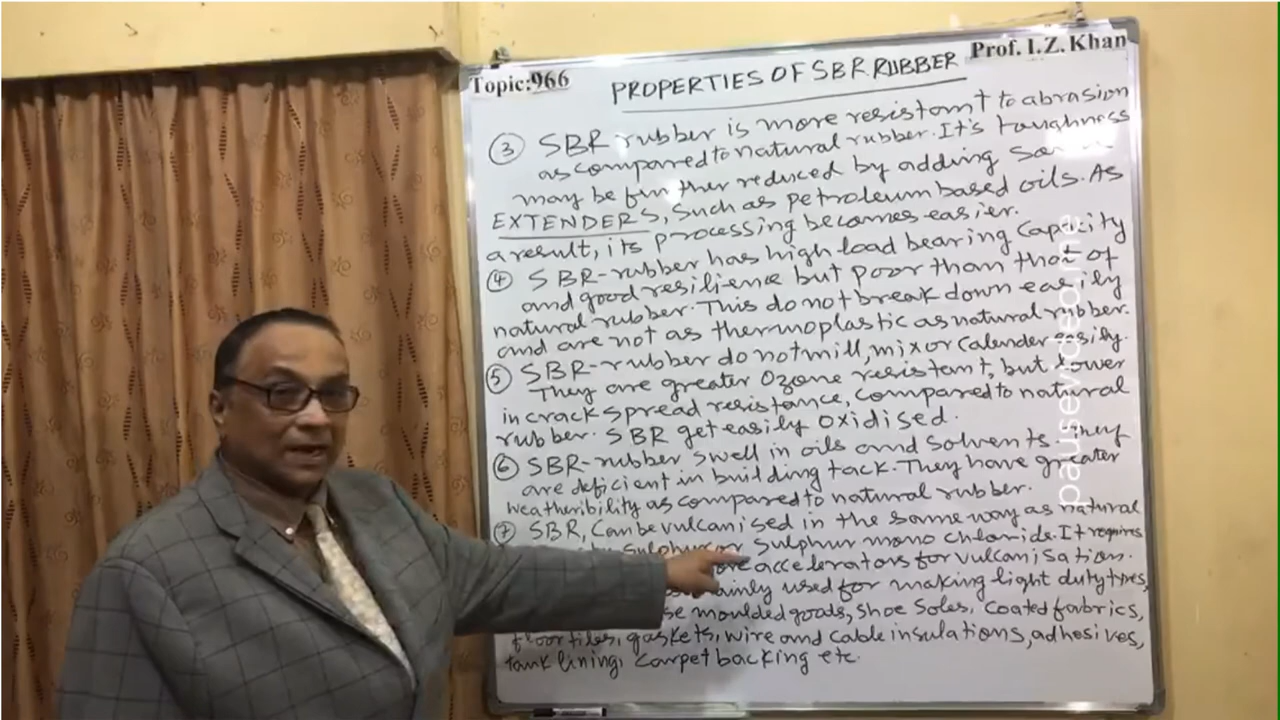 Topic:966
PROPERTIES OF SBR RUBBER
Prof. I.Z. Khan
③ SBR rubber is more resistant to abrasion
as compared to natural rubber. It's toughness
may be further reduced by adding
EXTENDERS, such as petroleum based oils. As
a result, its processing becomes easier.
④ SBR-rubber has high load bearing capacity
and good resilience but poor than that of
natural rubber. This do not break down easily
and are not as thermoplastic as natural rubber.
⑤ SBR-rubber do not mill, mix or calender easily.
They are greater Ozone resistant, but lower
in crack spread resistance, compared to natural
rubber. SBR get easily oxidised.
⑥ SBR-rubber swell in oils and solvents. They
are deficient in building tack. They have greater
weatheribility as compared to natural rubber.
⑦ SBR, Can be vulcanised in the same way as natural
sulphur or sulphur mono chloride. It requires
accelerators for vulcanisation.
used for making light duty tyres,
moulded goods, shoe soles, coated fabrics,
floor tiles, gaskets, wire and cable insulations, adhesives,
tank lining, carpet backing etc.
pausevideo.me